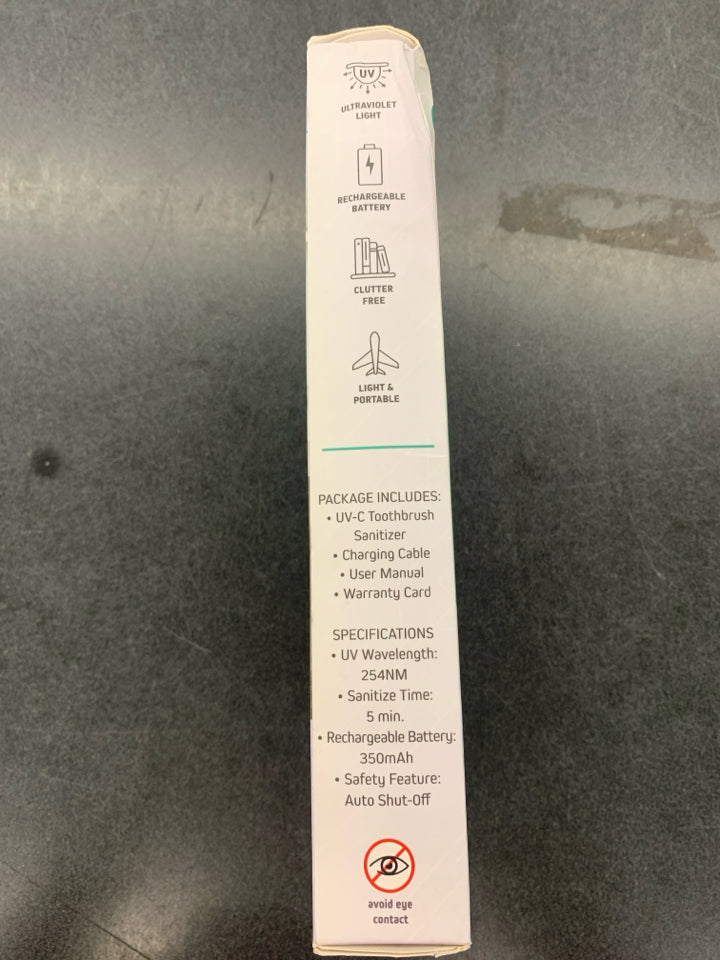 UV
ULTRAVIOLET
LIGHT
RECHARGEABLE
BATTERY
CLUTTER
FREE
LIGHT &
PORTABLE
PACKAGE INCLUDES:
• UV-C Toothbrush
Sanitizer
• Charging Cable
• User Manual
• Warranty Card
SPECIFICATIONS
• UV Wavelength:
254NM
• Sanitize Time:
5 min.
• Rechargeable Battery:
350mAh
• Safety Feature:
Auto Shut-Off
avoid eye
contact